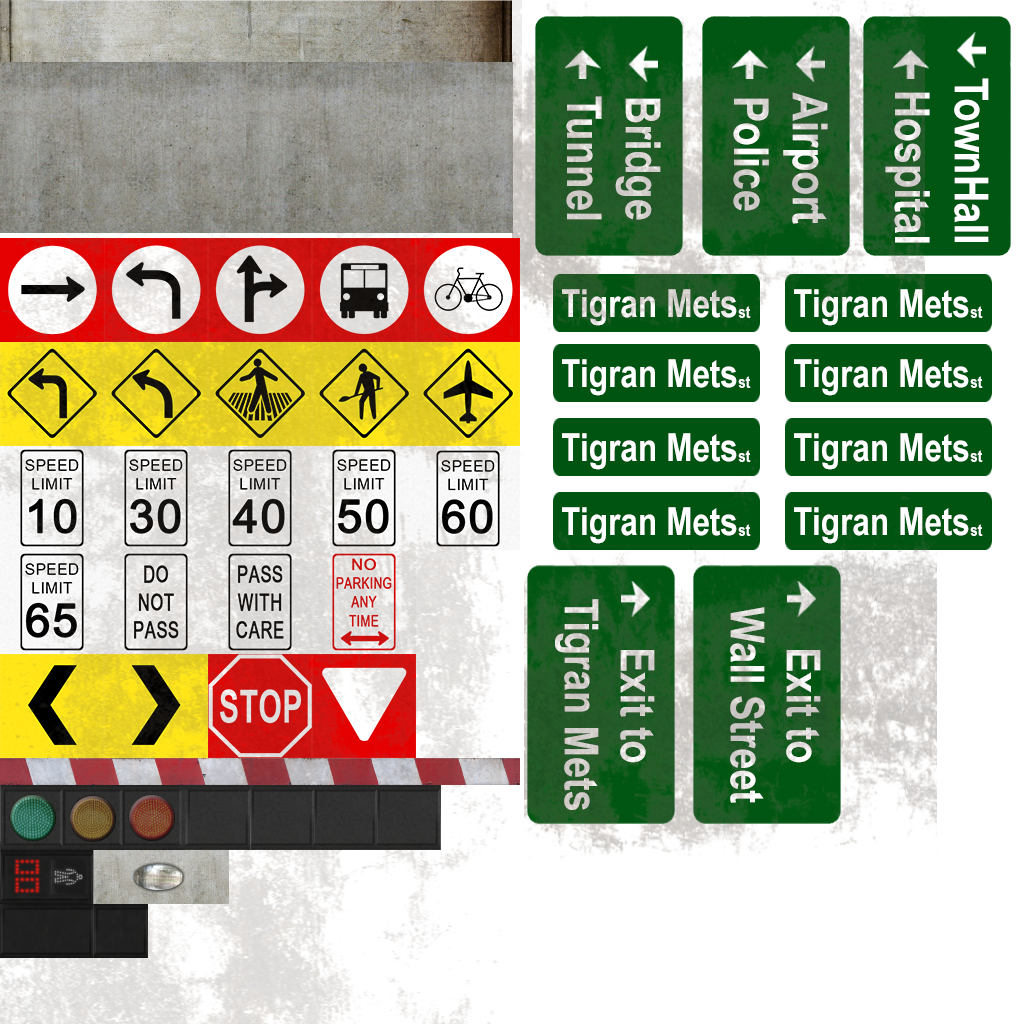 SPEED
LIMIT
10
SPEED
LIMIT
30
SPEED
LIMIT
40
SPEED
LIMIT
50
SPEED
LIMIT
60
SPEED
LIMIT
65
DO
NOT
PASS
PASS
WITH
CARE
NO
PARKING
ANY
TIME
STOP
Bridge
Tunnel
Airport
Police
TownHall
Hospital
Tigran Mets st
Tigran Mets st
Tigran Mets st
Tigran Mets st
Tigran Mets st
Tigran Mets st
Tigran Mets st
Tigran Mets st
Exit to
Tigran Mets
Exit to
Wall Street